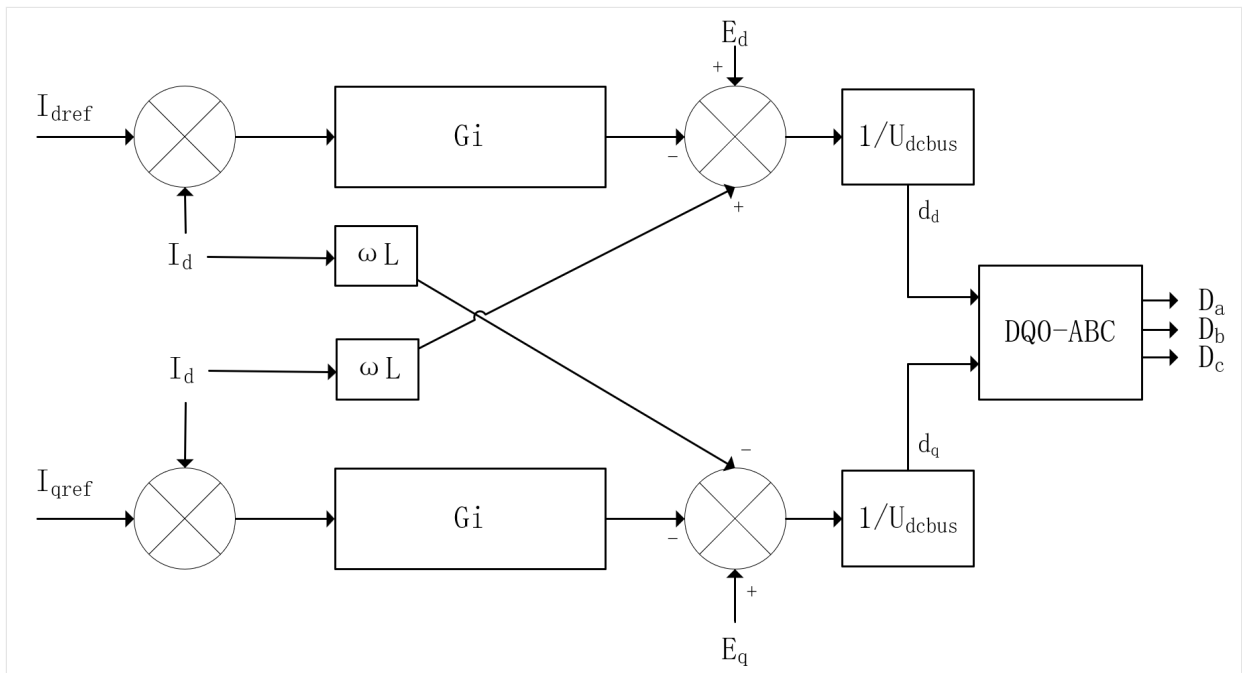 E_d
+
I_dref
Gi
1/U_dcbus
−
+
d_d
I_d
ωL
D_a
DQ0-ABC
D_b
D_c
I_d
ωL
−
d_q
I_qref
Gi
1/U_dcbus
−
+
E_q